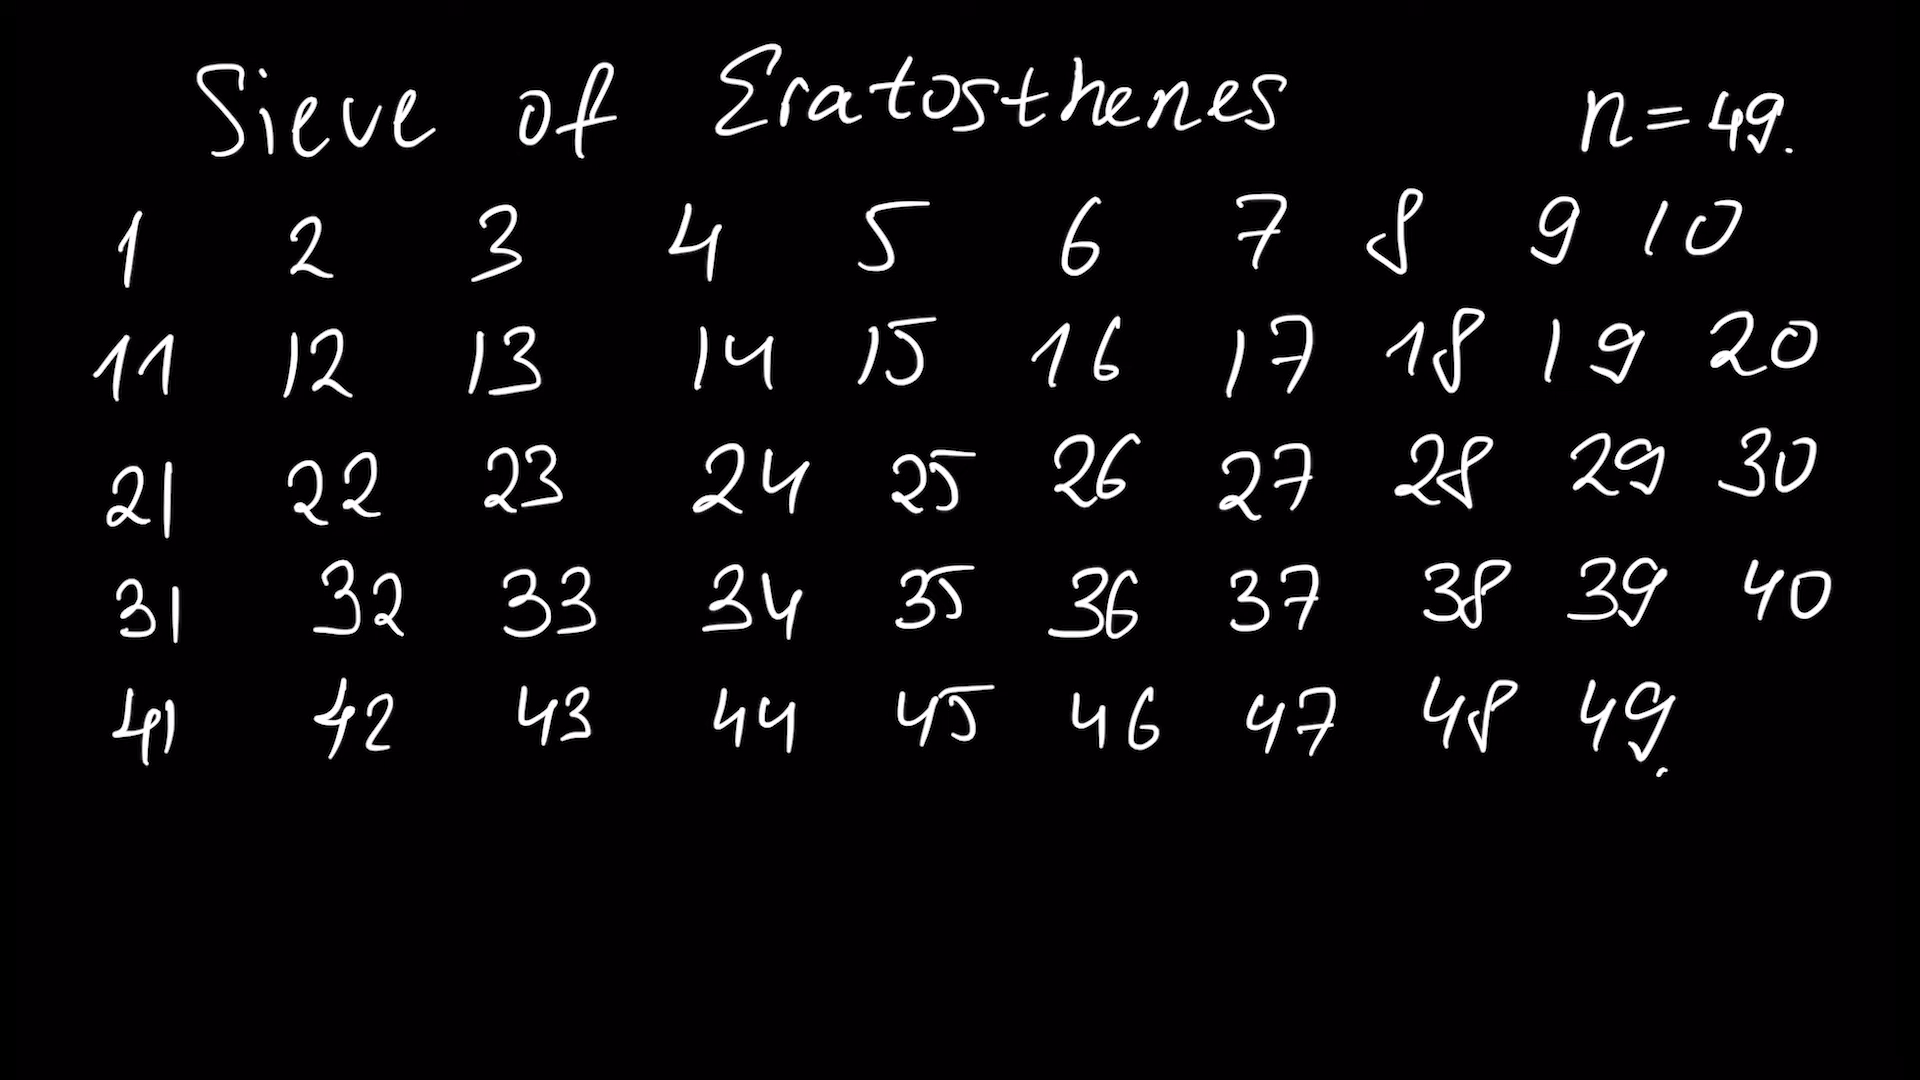 Sieve of Eratosthenes n=49.
1 2 3 4 5 6 7 8 9 10
11 12 13 14 15 16 17 18 19 20
21 22 23 24 25 26 27 28 29 30
31 32 33 34 35 36 37 38 39 40
41 42 43 44 45 46 47 48 49.